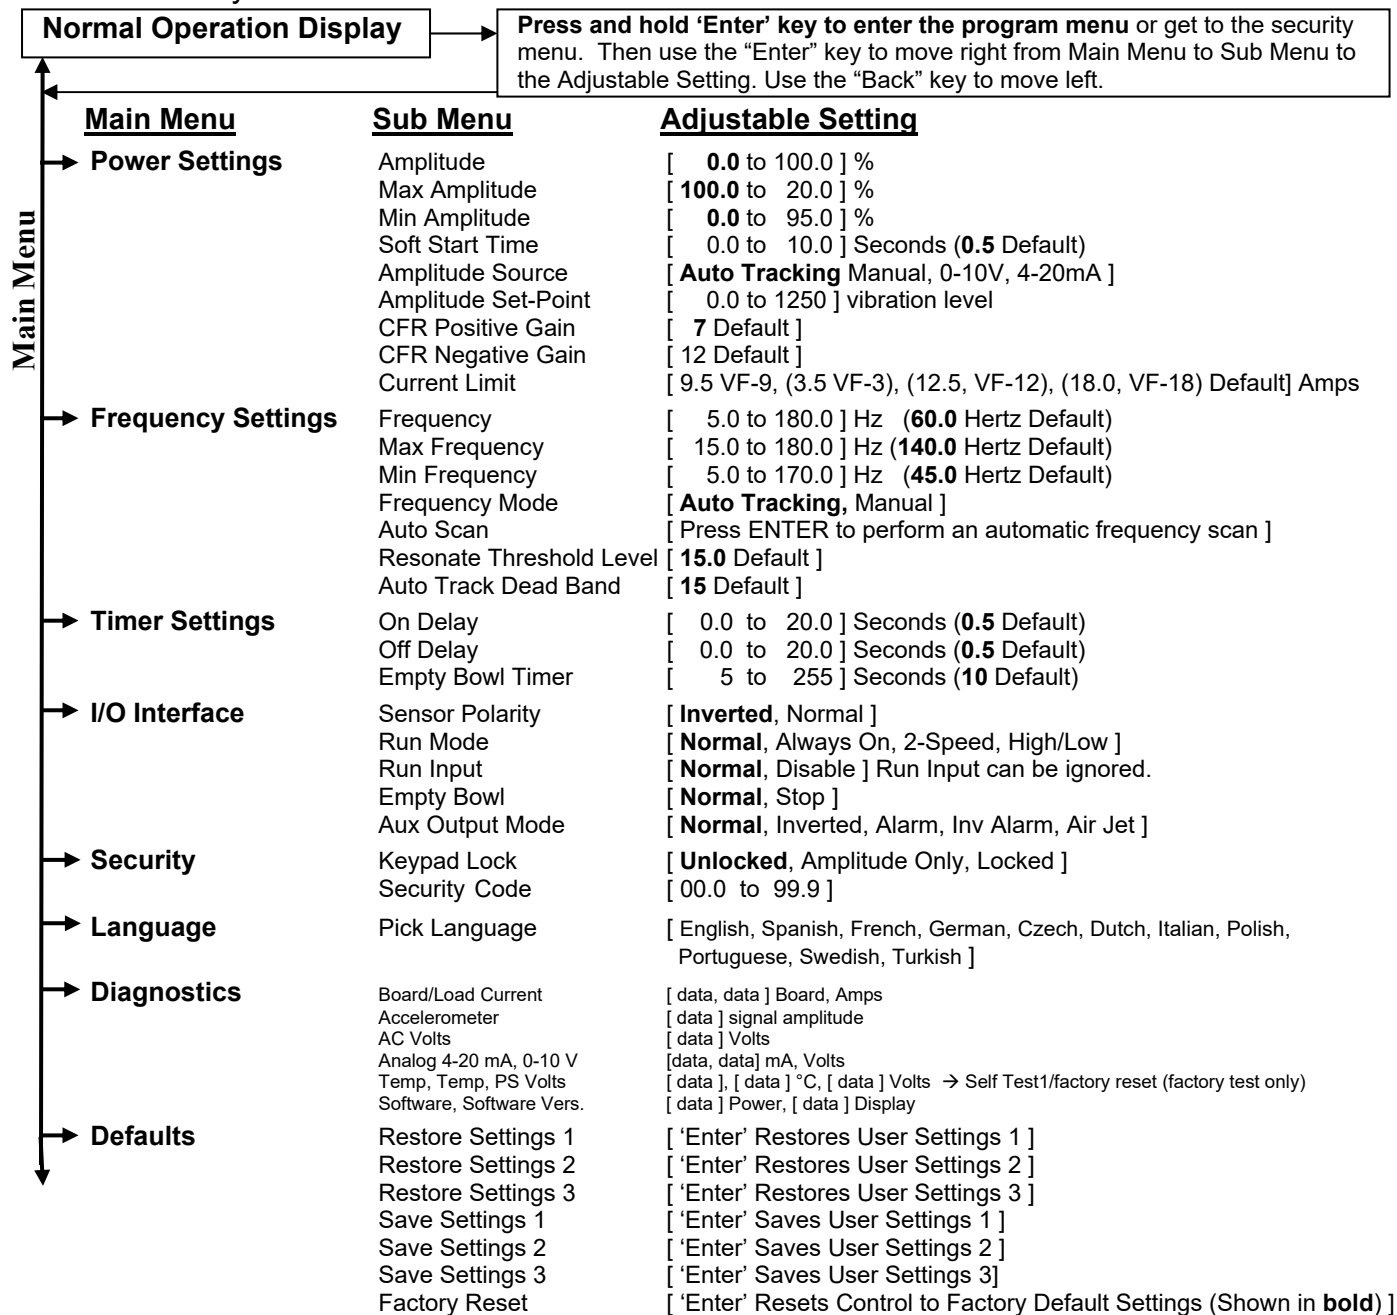 Normal Operation Display
Press and hold ‘Enter’ key to enter the program menu or get to the security
menu. Then use the “Enter” key to move right from Main Menu to Sub Menu to
the Adjustable Setting. Use the “Back” key to move left.
Main Menu
Main Menu Sub Menu Adjustable Setting
Power Settings Amplitude [ 0.0 to 100.0 ] %
Max Amplitude [ 100.0 to 20.0 ] %
Min Amplitude [ 0.0 to 95.0 ] %
Soft Start Time [ 0.0 to 10.0 ] Seconds (0.5 Default)
Amplitude Source [ Auto Tracking Manual, 0-10V, 4-20mA ]
Amplitude Set-Point [ 0.0 to 1250 ] vibration level
CFR Positive Gain [ 7 Default ]
CFR Negative Gain [ 12 Default ]
Current Limit [ 9.5 VF-9, (3.5 VF-3), (12.5, VF-12), (18.0, VF-18) Default] Amps
Frequency Settings Frequency [ 5.0 to 180.0 ] Hz (60.0 Hertz Default)
Max Frequency [ 15.0 to 180.0 ] Hz (140.0 Hertz Default)
Min Frequency [ 5.0 to 170.0 ] Hz (45.0 Hertz Default)
Frequency Mode [ Auto Tracking, Manual ]
Auto Scan [ Press ENTER to perform an automatic frequency scan ]
Resonate Threshold Level [ 15.0 Default ]
Auto Track Dead Band [ 15 Default ]
Timer Settings On Delay [ 0.0 to 20.0 ] Seconds (0.5 Default)
Off Delay [ 0.0 to 20.0 ] Seconds (0.5 Default)
Empty Bowl Timer [ 5 to 255 ] Seconds (10 Default)
I/O Interface Sensor Polarity [ Inverted, Normal ]
Run Mode [ Normal, Always On, 2-Speed, High/Low ]
Run Input [ Normal, Disable ] Run Input can be ignored.
Empty Bowl [ Normal, Stop ]
Aux Output Mode [ Normal, Inverted, Alarm, Inv Alarm, Air Jet ]
Security Keypad Lock [ Unlocked, Amplitude Only, Locked ]
Security Code [ 00.0 to 99.9 ]
Language Pick Language [ English, Spanish, French, German, Czech, Dutch, Italian, Polish,
Portuguese, Swedish, Turkish ]
Diagnostics Board/Load Current [ data, data ] Board, Amps
Accelerometer [ data ] signal amplitude
AC Volts [ data ] Volts
Analog 4-20 mA, 0-10 V [data, data] mA, Volts
Temp, Temp, PS Volts [ data ], [ data ] °C, [ data ] Volts → Self Test1/factory reset (factory test only)
Software, Software Vers. [ data ] Power, [ data ] Display
Defaults Restore Settings 1 [ ‘Enter’ Restores User Settings 1 ]
Restore Settings 2 [ ‘Enter’ Restores User Settings 2 ]
Restore Settings 3 [ ‘Enter’ Restores User Settings 3 ]
Save Settings 1 [ ‘Enter’ Saves User Settings 1 ]
Save Settings 2 [ ‘Enter’ Saves User Settings 2 ]
Save Settings 3 [ ‘Enter’ Saves User Settings 3]
Factory Reset [ ‘Enter’ Resets Control to Factory Default Settings (Shown in bold) ]